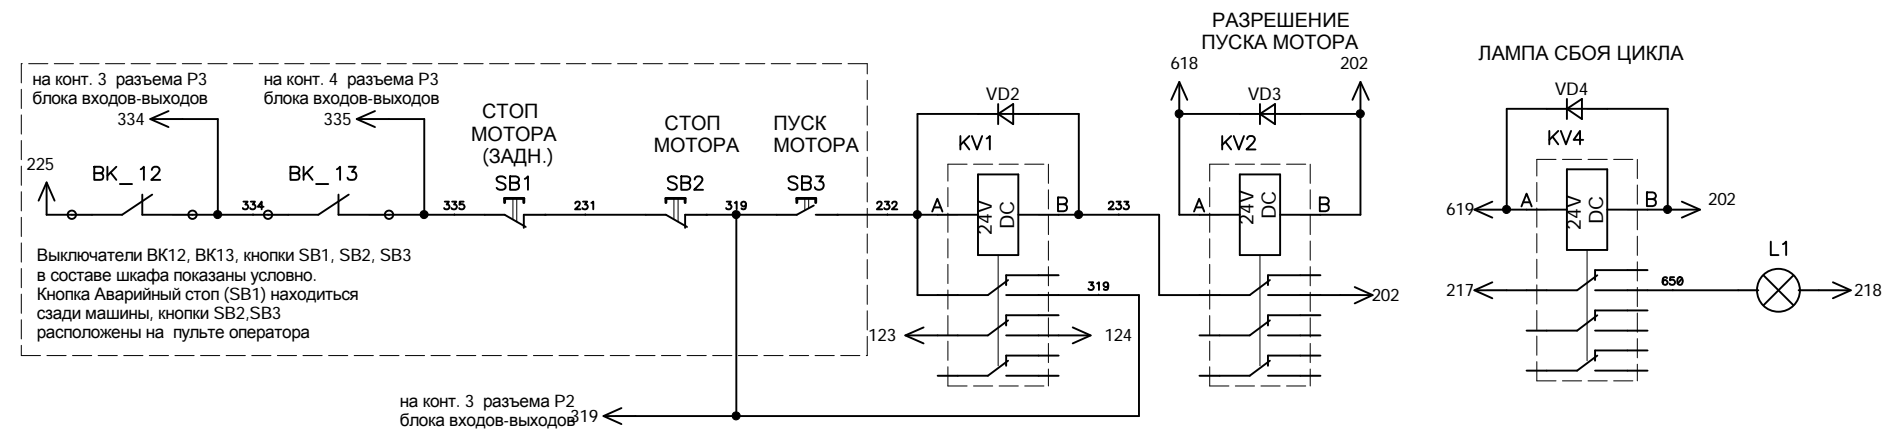 РАЗРЕШЕНИЕ
ПУСКА МОТОРА
618
202
VD3
KV2
A
24V
DC
B
202
ЛАМПА СБОЯ ЦИКЛА
VD4
KV4
619
A
24V
DC
B
202
217
650
L1
218
на конт. 3 разъема Р3
блока входов-выходов
334
на конт. 4 разъема Р3
блока входов-выходов
335
225
BK_12
334
BK_13
335
СТОП
МОТОРА
(ЗАДН.)
SB1
231
СТОП
МОТОРА
SB2
319
ПУСК
МОТОРА
SB3
232
VD2
KV1
A
24V
DC
B
233
319
123
124
Выключатели ВК12, ВК13, кнопки SB1, SB2, SB3
в составе шкафа показаны условно.
Кнопка Аварийный стоп (SB1) находиться
сзади машины, кнопки SB2,SB3
расположены на пульте оператора
на конт. 3 разъема Р2
блока входов-выходов
319